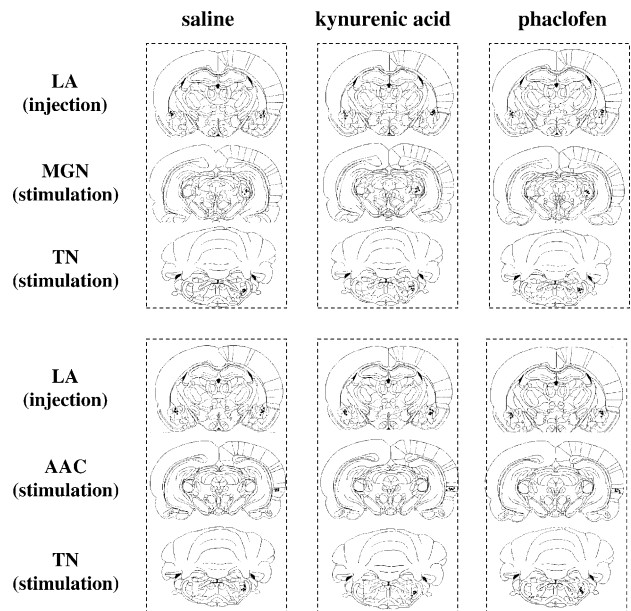 saline kynurenic acid phaclofen
LA
(injection)
MGN
(stimulation)
TN
(stimulation)
LA
(injection)
AAC
(stimulation)
TN
(stimulation)